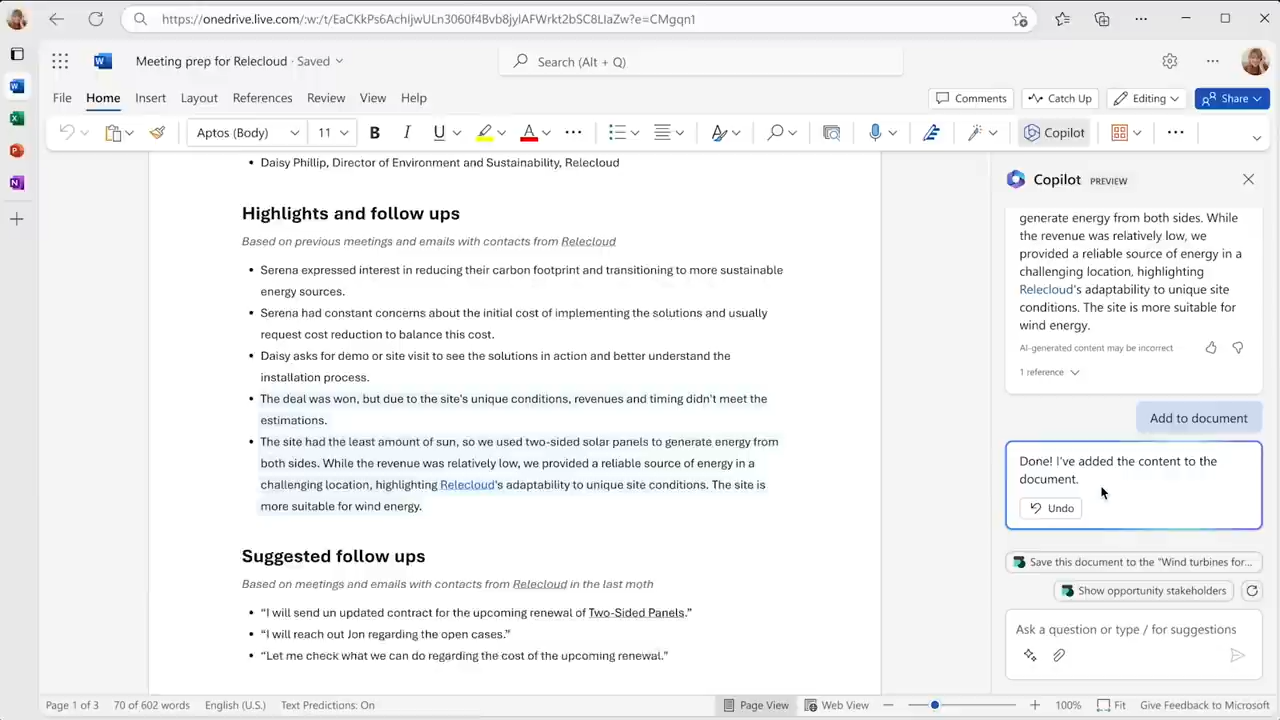 https://onedrive.live.com/:w:/t/EaCKkPs6AchIjwULn3060f4Bvb8jylAFWrkt2bSC8LIaZw?e=CMgqn1
Meeting prep for Relecloud · Saved
Search (Alt + Q)
File Home Insert Layout References Review View Help
Comments Catch Up Editing Share
Aptos (Body) 11 B I U A Copilot
• Daisy Phillip, Director of Environment and Sustainability, Relecloud
Highlights and follow ups
Based on previous meetings and emails with contacts from Relecloud
• Serena expressed interest in reducing their carbon footprint and transitioning to more sustainable
energy sources.
• Serena had constant concerns about the initial cost of implementing the solutions and usually
request cost reduction to balance this cost.
• Daisy asks for demo or site visit to see the solutions in action and better understand the
installation process.
• The deal was won, but due to the site's unique conditions, revenues and timing didn't meet the
estimations.
• The site had the least amount of sun, so we used two-sided solar panels to generate energy from
both sides. While the revenue was relatively low, we provided a reliable source of energy in a
challenging location, highlighting Relecloud's adaptability to unique site conditions. The site is
more suitable for wind energy.
Suggested follow ups
Based on meetings and emails with contacts from Relecloud in the last moth
• “I will send un updated contract for the upcoming renewal of Two-Sided Panels.”
• “I will reach out Jon regarding the open cases.”
• “Let me check what we can do regarding the cost of the upcoming renewal.”
Copilot PREVIEW
generate energy from both sides. While
the revenue was relatively low, we
provided a reliable source of energy in a
challenging location, highlighting
Relecloud's adaptability to unique site
conditions. The site is more suitable for
wind energy.
AI-generated content may be incorrect
1 reference
Add to document
Done! I've added the content to the
document.
Undo
Save this document to the "Wind turbines for...
Show opportunity stakeholders
Ask a question or type / for suggestions
Page 1 of 3 70 of 602 words English (U.S.) Text Predictions: On Page View Web View 100% Fit Give Feedback to Microsoft